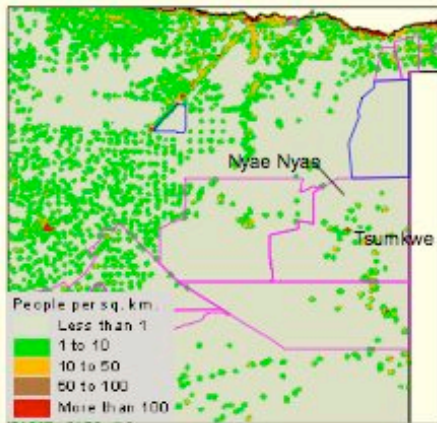 Nyae Nyae
Tsumkwe
People per sq. km.
Less than 1
1 to 10
10 to 50
50 to 100
More than 100